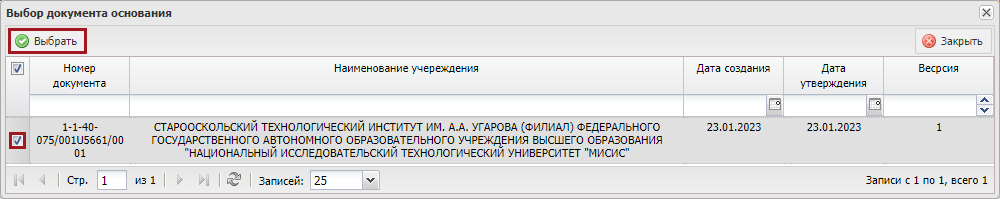 Выбор документа основания
Выбрать
Закрыть
Номер документа
Наименование учереждения
Дата создания
Дата утверждения
Весрсия
1-1-40-
075/001U5661/00
01
СТАРООСКОЛЬСКИЙ ТЕХНОЛОГИЧЕСКИЙ ИНСТИТУТ ИМ. А.А. УГАРОВА (ФИЛИАЛ) ФЕДЕРАЛЬНОГО
ГОСУДАРСТВЕННОГО АВТОНОМНОГО ОБРАЗОВАТЕЛЬНОГО УЧРЕЖДЕНИЯ ВЫСШЕГО ОБРАЗОВАНИЯ
"НАЦИОНАЛЬНЫЙ ИССЛЕДОВАТЕЛЬСКИЙ ТЕХНОЛОГИЧЕСКИЙ УНИВЕРСИТЕТ "МИСИС"
23.01.2023
23.01.2023
1
Стр. 1 из 1
Записей: 25
Записи с 1 по 1, всего 1